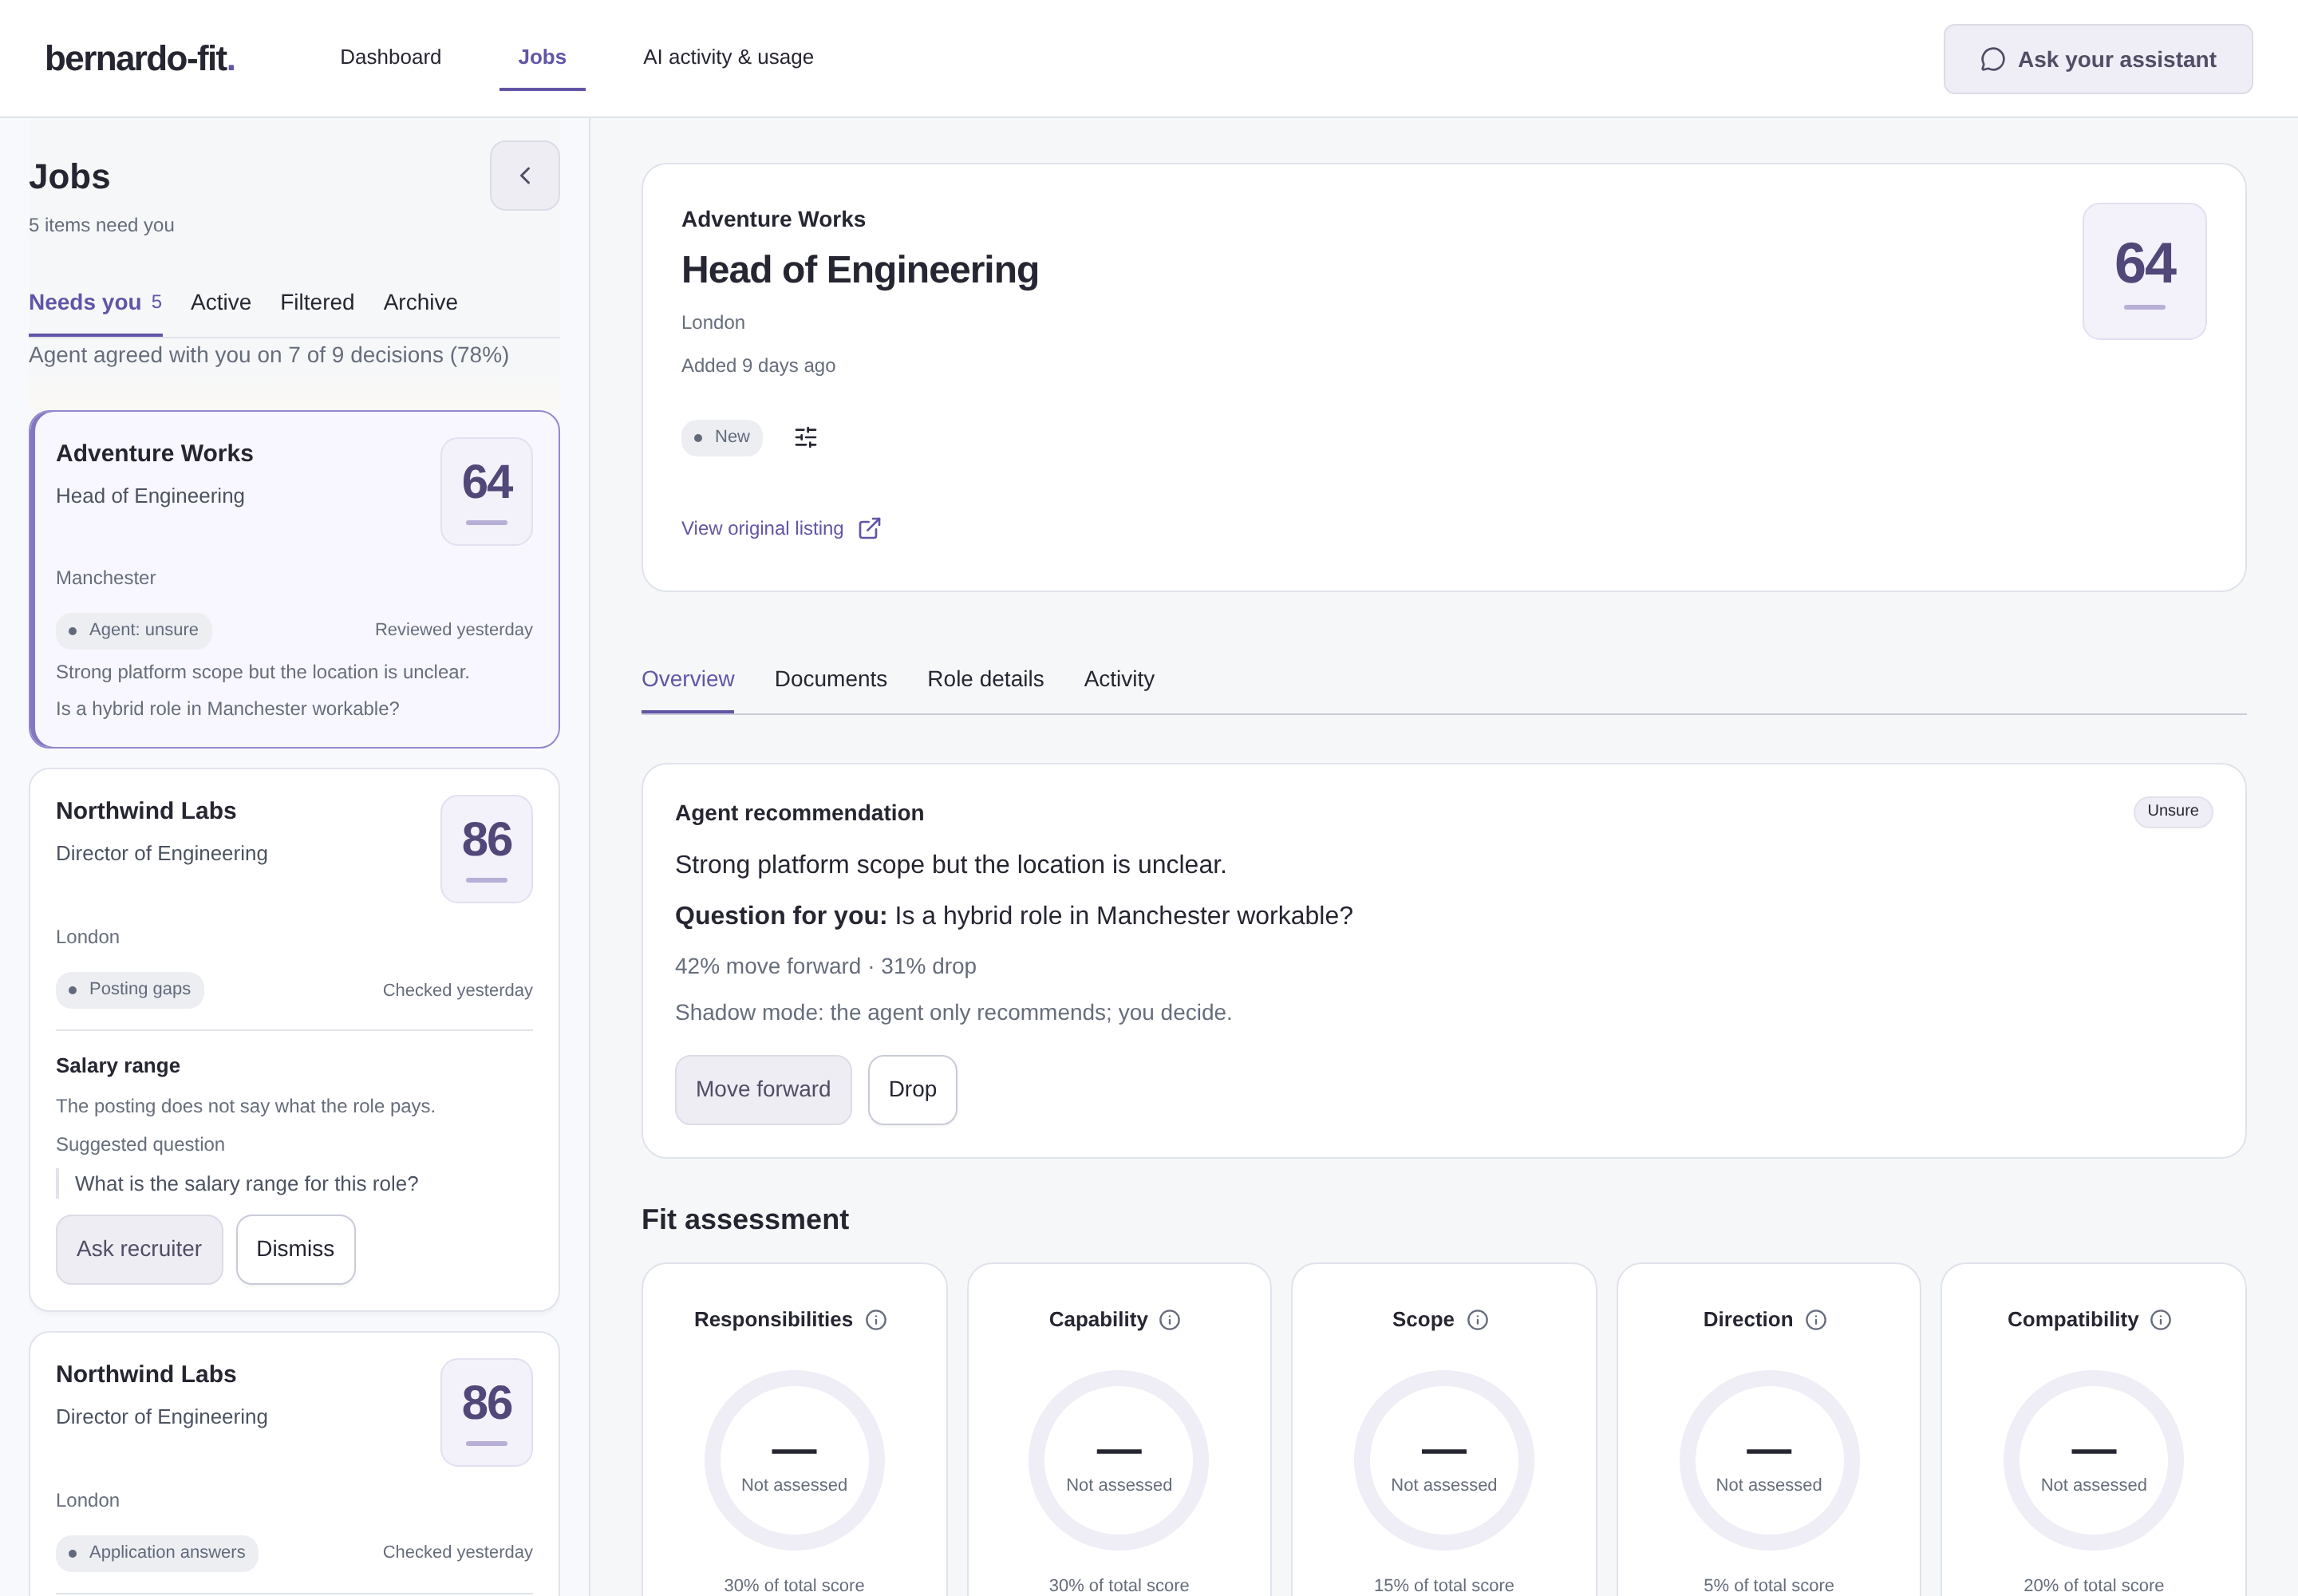 bernardo-fit.
Dashboard
Jobs
AI activity & usage
Ask your assistant
Jobs
5 items need you
Needs you 5
Active
Filtered
Archive
Agent agreed with you on 7 of 9 decisions (78%)
Adventure Works
64
Head of Engineering
Manchester
Agent: unsure
Reviewed yesterday
Strong platform scope but the location is unclear.
Is a hybrid role in Manchester workable?
Northwind Labs
86
Director of Engineering
London
Posting gaps
Checked yesterday
Salary range
The posting does not say what the role pays.
Suggested question
What is the salary range for this role?
Ask recruiter
Dismiss
Northwind Labs
86
Director of Engineering
London
Application answers
Checked yesterday
Adventure Works
Head of Engineering
64
London
Added 9 days ago
New
View original listing
Overview
Documents
Role details
Activity
Agent recommendation
Unsure
Strong platform scope but the location is unclear.
Question for you: Is a hybrid role in Manchester workable?
42% move forward · 31% drop
Shadow mode: the agent only recommends; you decide.
Move forward
Drop
Fit assessment
Responsibilities
—
Not assessed
30% of total score
Capability
—
Not assessed
30% of total score
Scope
—
Not assessed
15% of total score
Direction
—
Not assessed
5% of total score
Compatibility
—
Not assessed
20% of total score